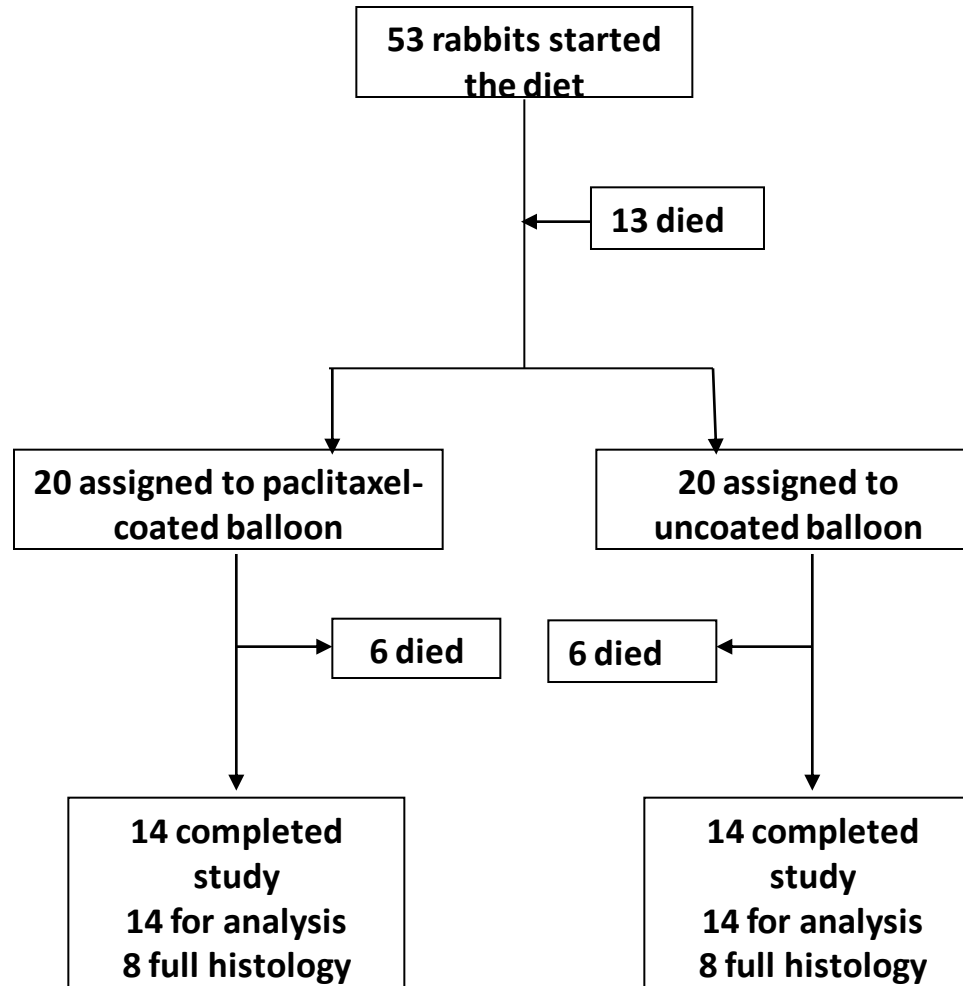 53 rabbits started
the diet
13 died
20 assigned to paclitaxel-
coated balloon
20 assigned to
uncoated balloon
6 died
6 died
14 completed
study
14 for analysis
8 full histology
14 completed
study
14 for analysis
8 full histology